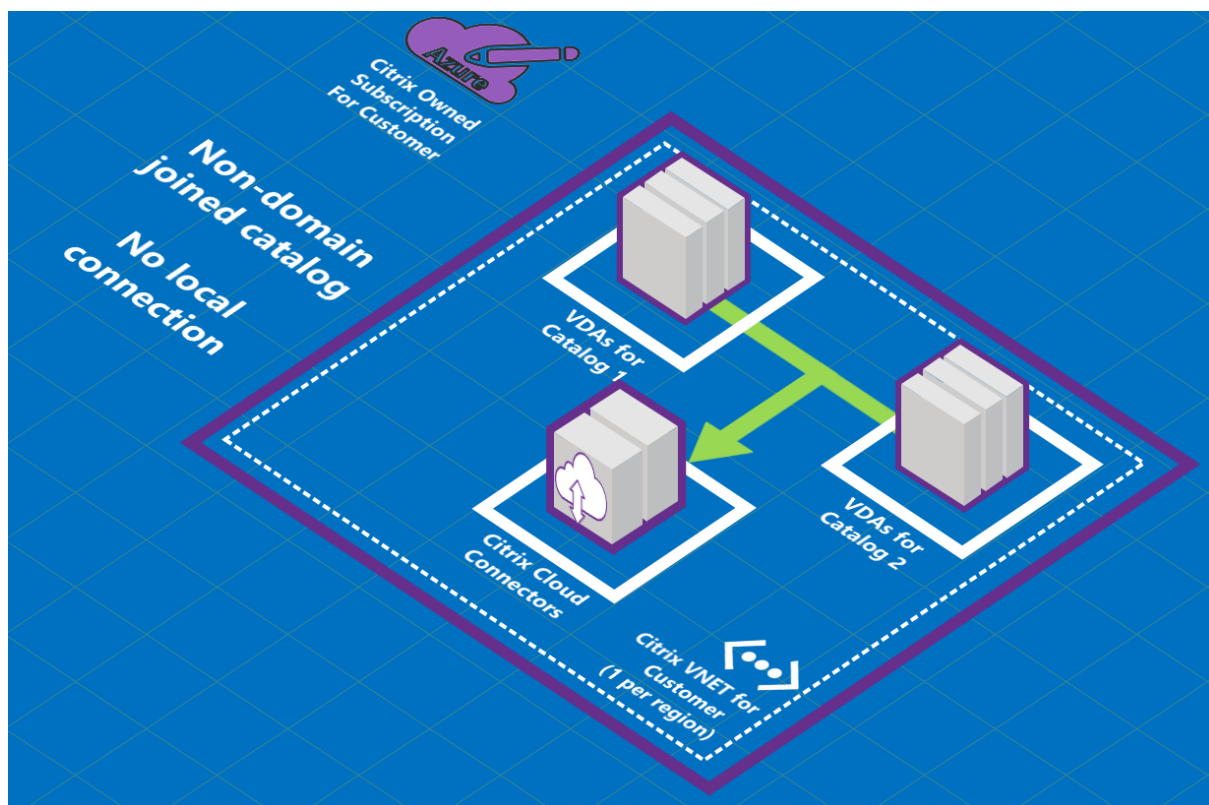 Azure
Citrix Owned
Subscription
For Customer
Non-domain
joined catalog
No local
connection
VDAs for
Catalog 1
VDAs for
Catalog 2
Citrix Cloud
Connectors
Citrix VNET for
Customer
(1 per region)